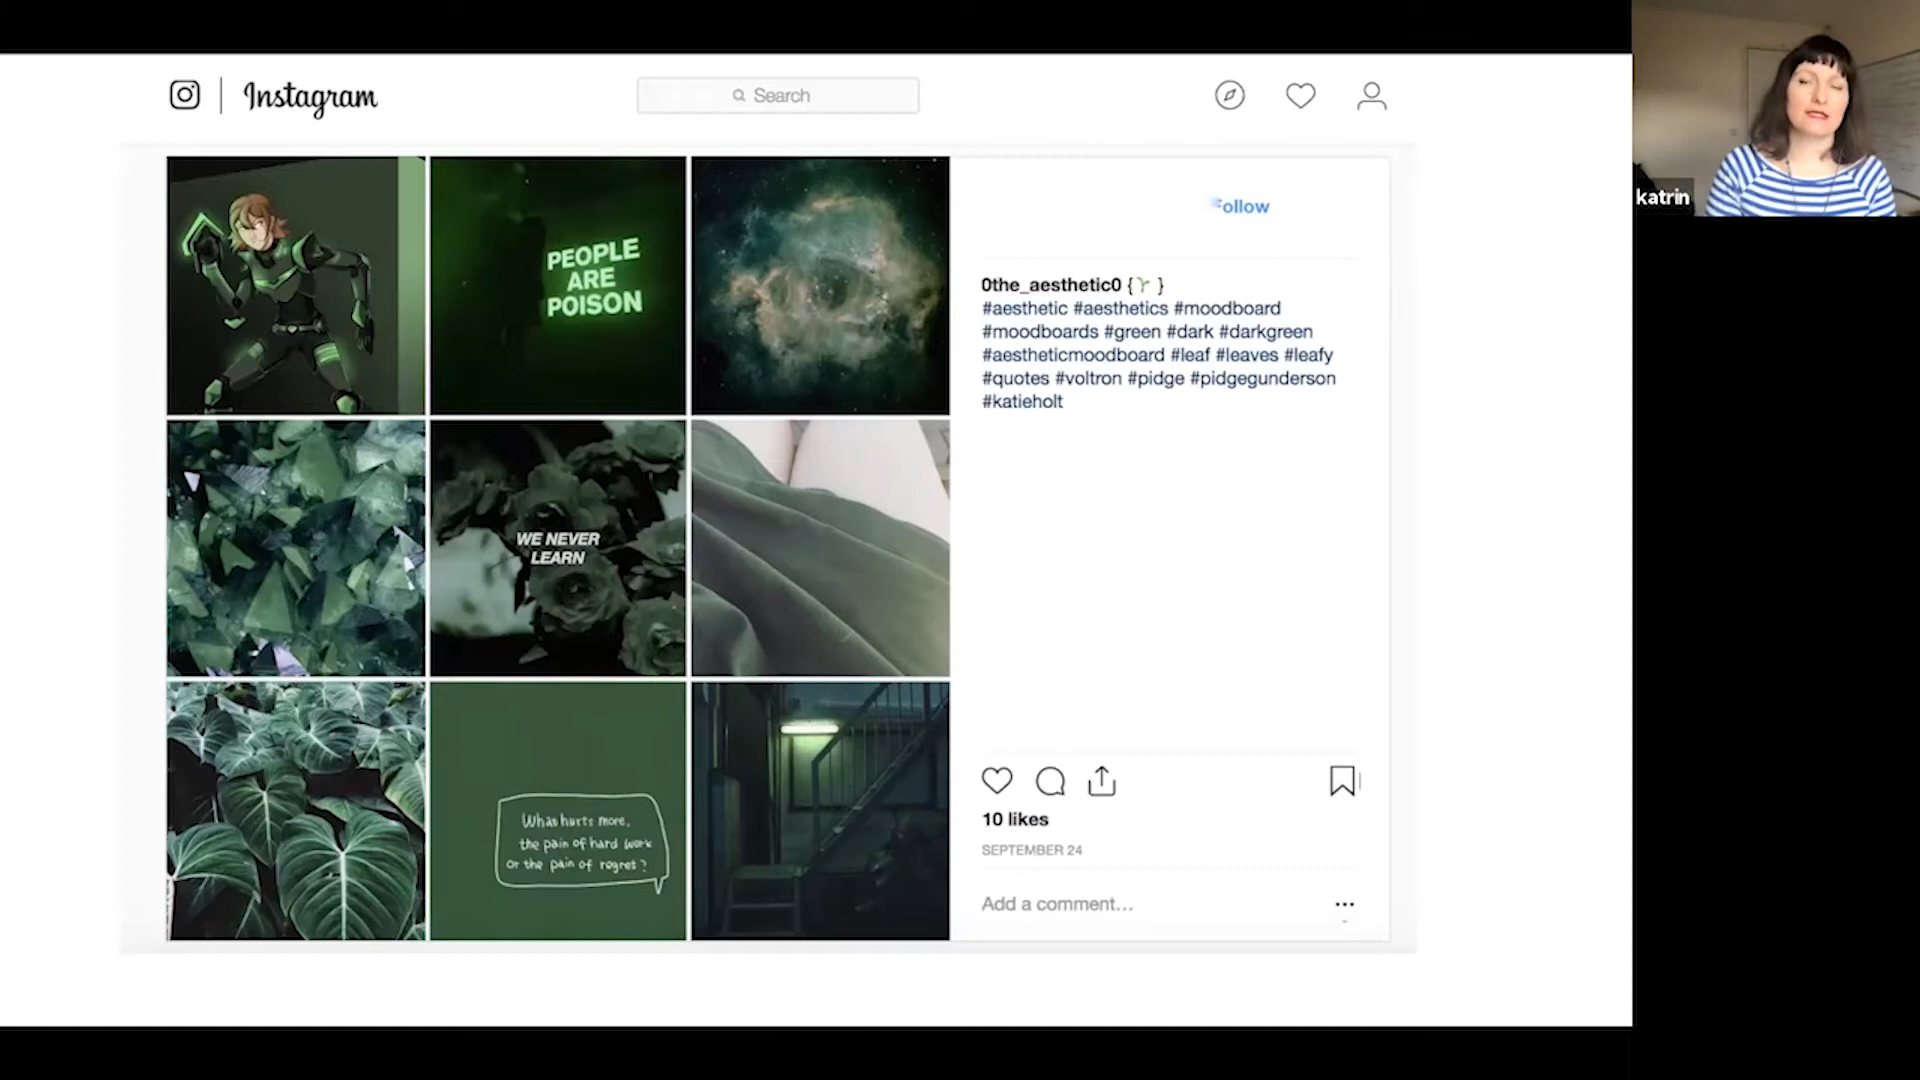 Instagram
Search
PEOPLE
ARE
POISON
WE NEVER
LEARN
What hurts more,
the pain of hard work
or the pain of regret?
ollow
0the_aesthetic0 { }
#aesthetic #aesthetics #moodboard
#moodboards #green #dark #darkgreen
#aestheticmoodboard #leaf #leaves #leafy
#quotes #voltron #pidge #pidgegunderson
#katieholt
10 likes
SEPTEMBER 24
Add a comment...
katrin